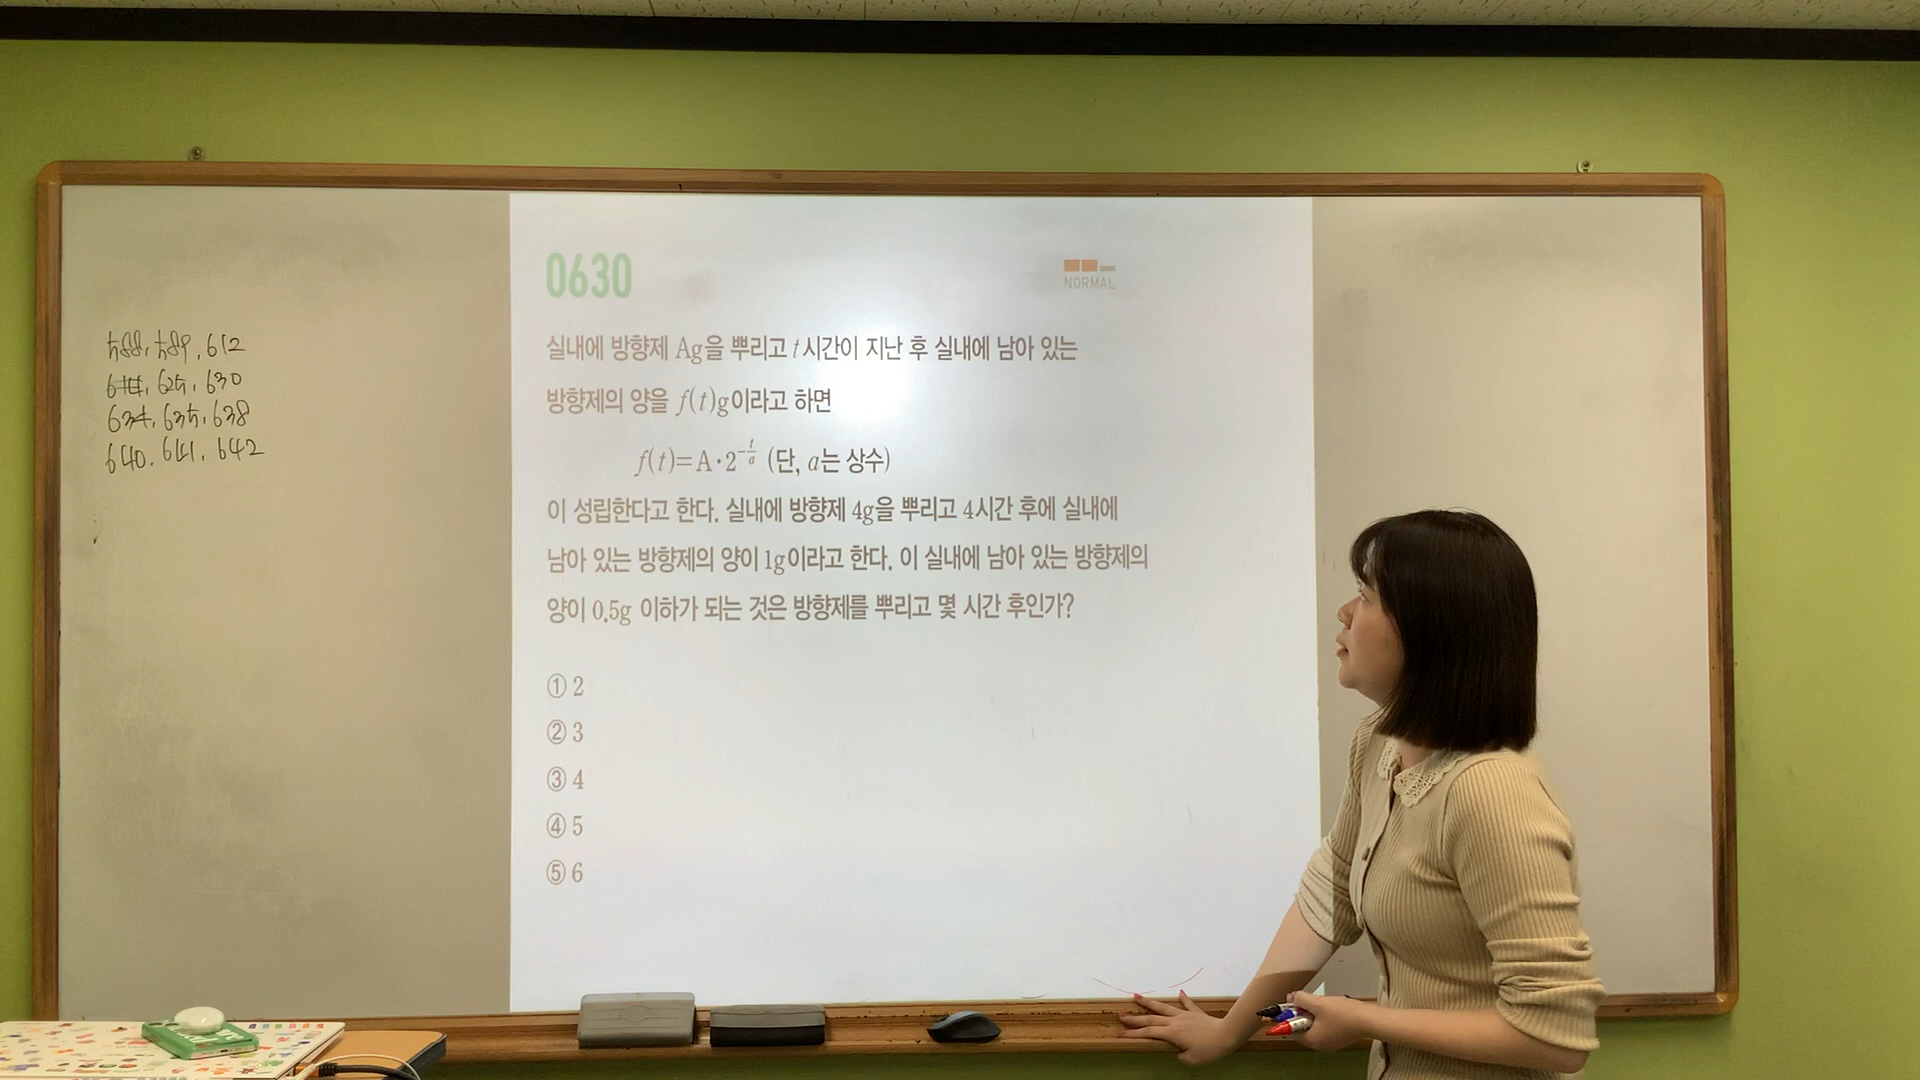 588, 589, 612
614, 625, 630
634, 635, 638
640, 641, 642
0630
NORMAL
실내에 방향제 Ag을 뿌리고 t시간이 지난 후 실내에 남아 있는
방향제의 양을 f(t)g이라고 하면
f(t)=A·2^{-\frac{t}{a}} (단, a는 상수)
이 성립한다고 한다. 실내에 방향제 4g을 뿌리고 4시간 후에 실내에
남아 있는 방향제의 양이 1g이라고 한다. 이 실내에 남아 있는 방향제의
양이 0.5g 이하가 되는 것은 방향제를 뿌리고 몇 시간 후인가?
① 2
② 3
③ 4
④ 5
⑤ 6